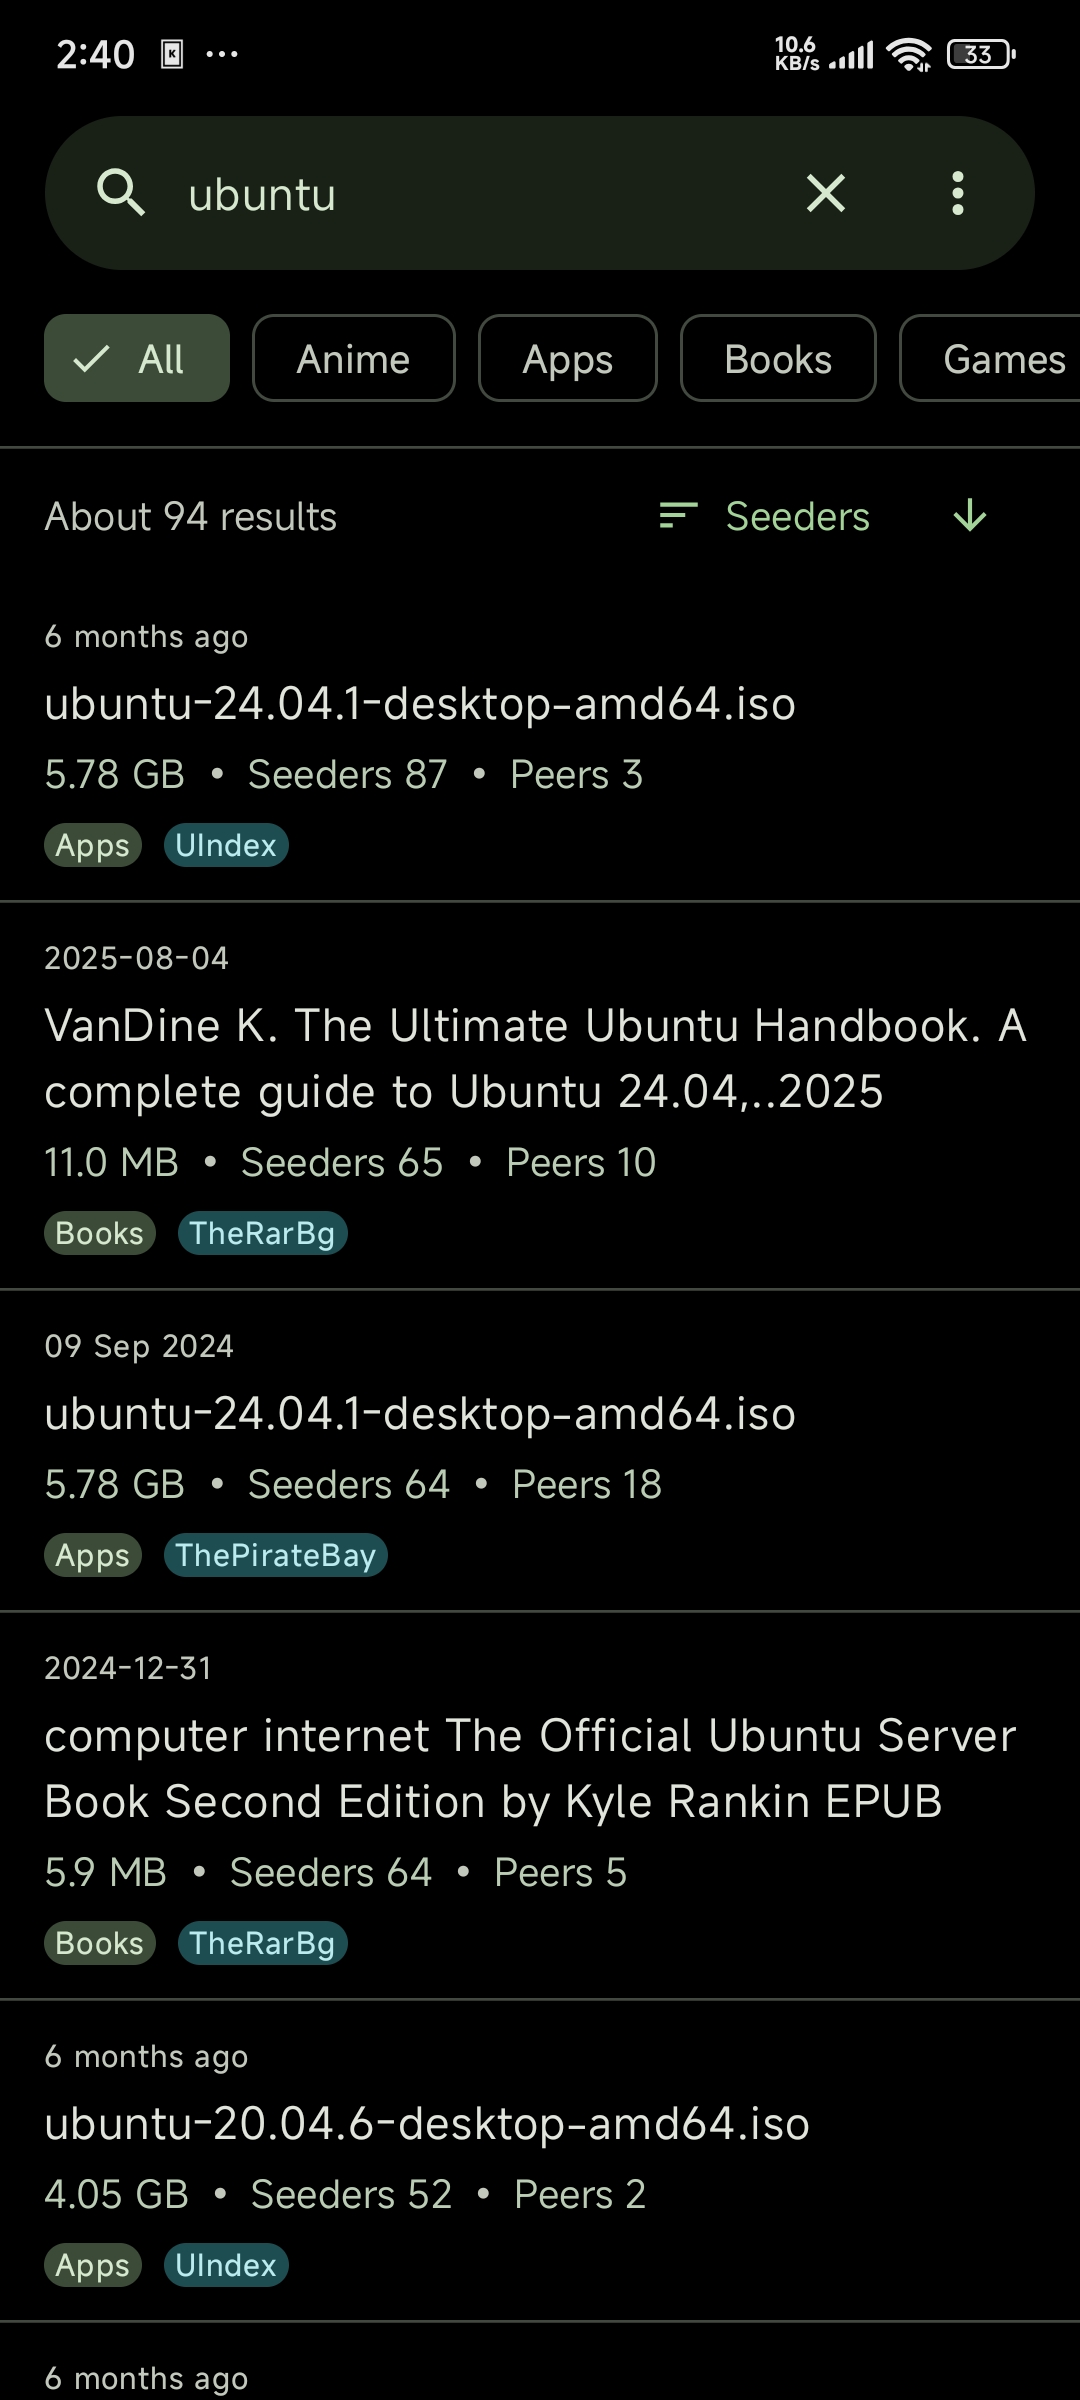 2:40 K ... 10.6 KB/s 33
ubuntu
All Anime Apps Books Games
About 94 results Seeders
6 months ago
ubuntu-24.04.1-desktop-amd64.iso
5.78 GB • Seeders 87 • Peers 3
Apps UIndex
2025-08-04
VanDine K. The Ultimate Ubuntu Handbook. A
complete guide to Ubuntu 24.04,..2025
11.0 MB • Seeders 65 • Peers 10
Books TheRarBg
09 Sep 2024
ubuntu-24.04.1-desktop-amd64.iso
5.78 GB • Seeders 64 • Peers 18
Apps ThePirateBay
2024-12-31
computer internet The Official Ubuntu Server
Book Second Edition by Kyle Rankin EPUB
5.9 MB • Seeders 64 • Peers 5
Books TheRarBg
6 months ago
ubuntu-20.04.6-desktop-amd64.iso
4.05 GB • Seeders 52 • Peers 2
Apps UIndex
6 months ago